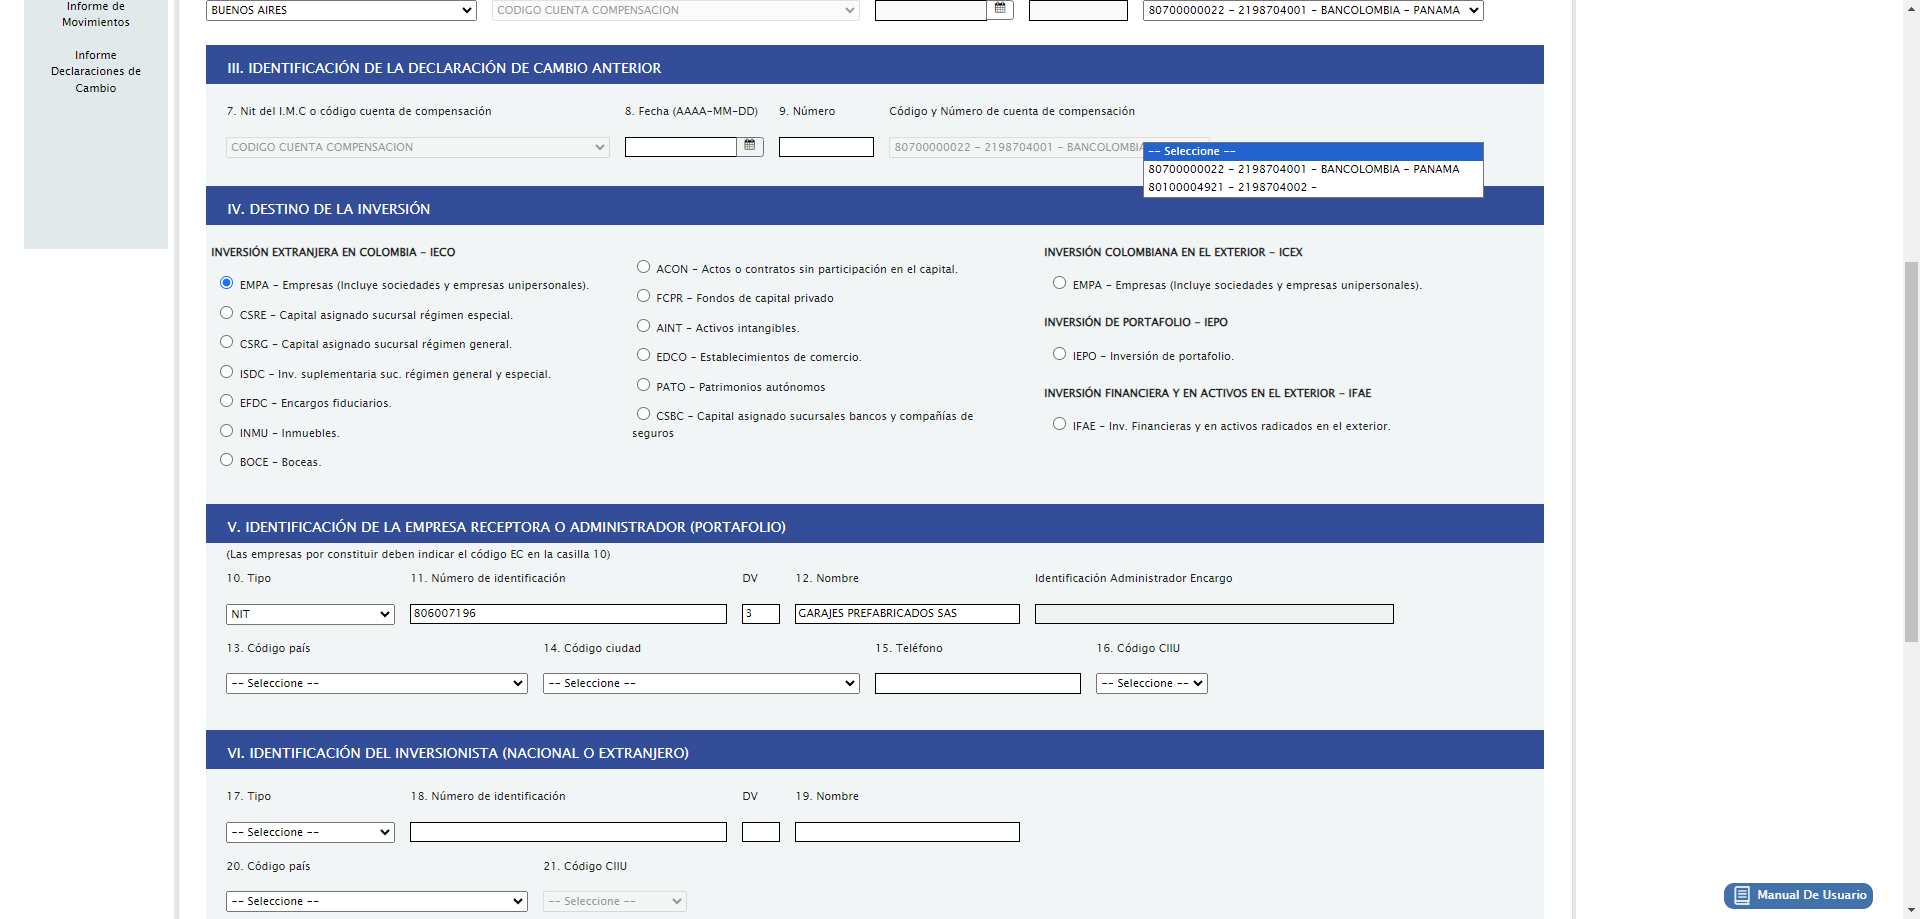 Informe de
Movimientos
Informe
Declaraciones de
Cambio
BUENOS AIRES
CODIGO CUENTA COMPENSACION
80700000022 - 2198704001 - BANCOLOMBIA - PANAMA
III. IDENTIFICACIÓN DE LA DECLARACIÓN DE CAMBIO ANTERIOR
7. Nit del I.M.C o código cuenta de compensación
8. Fecha (AAAA-MM-DD)
9. Número
Código y Número de cuenta de compensación
CODIGO CUENTA COMPENSACION
80700000022 - 2198704001 - BANCOLOMBIA
-- Seleccione --
80700000022 - 2198704001 - BANCOLOMBIA - PANAMA
80100004921 - 2198704002 -
IV. DESTINO DE LA INVERSIÓN
INVERSIÓN EXTRANJERA EN COLOMBIA - IECO
EMPA - Empresas (Incluye sociedades y empresas unipersonales).
CSRE - Capital asignado sucursal régimen especial.
CSRG - Capital asignado sucursal régimen general.
ISDC - Inv. suplementaria suc. régimen general y especial.
EFDC - Encargos fiduciarios.
INMU - Inmuebles.
BOCE - Boceas.
ACON - Actos o contratos sin participación en el capital.
FCPR - Fondos de capital privado
AINT - Activos intangibles.
EDCO - Establecimientos de comercio.
PATO - Patrimonios autónomos
CSBC - Capital asignado sucursales bancos y compañías de
seguros
INVERSIÓN COLOMBIANA EN EL EXTERIOR - ICEX
EMPA - Empresas (Incluye sociedades y empresas unipersonales).
INVERSIÓN DE PORTAFOLIO - IEPO
IEPO - Inversión de portafolio.
INVERSIÓN FINANCIERA Y EN ACTIVOS EN EL EXTERIOR - IFAE
IFAE - Inv. Financieras y en activos radicados en el exterior.
V. IDENTIFICACIÓN DE LA EMPRESA RECEPTORA O ADMINISTRADOR (PORTAFOLIO)
(Las empresas por constituir deben indicar el código EC en la casilla 10)
10. Tipo
11. Número de identificación
DV
12. Nombre
Identificación Administrador Encargo
NIT
806007196
3
GARAJES PREFABRICADOS SAS
13. Código país
14. Código ciudad
15. Teléfono
16. Código CIIU
-- Seleccione --
-- Seleccione --
-- Seleccione --
VI. IDENTIFICACIÓN DEL INVERSIONISTA (NACIONAL O EXTRANJERO)
17. Tipo
18. Número de identificación
DV
19. Nombre
-- Seleccione --
20. Código país
21. Código CIIU
-- Seleccione --
-- Seleccione --
Manual De Usuario